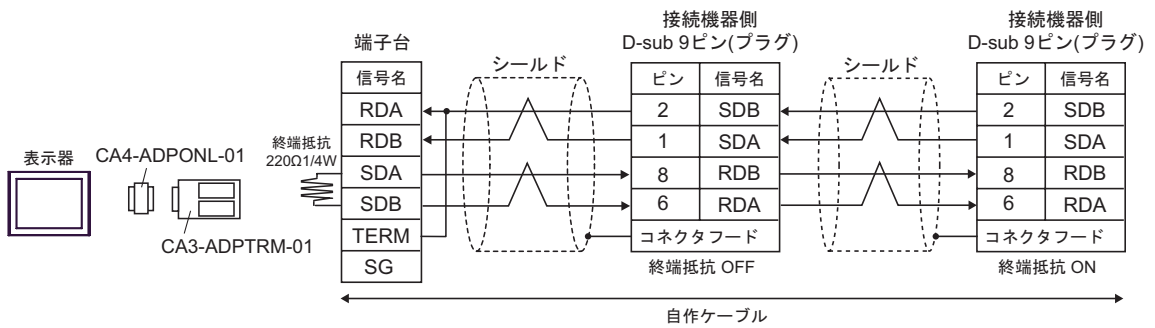 表示器
CA4-ADPONL-01
CA3-ADPTRM-01
終端抵抗
220Ω1/4W
端子台
信号名
RDA
RDB
SDA
SDB
TERM
SG
シールド
接続機器側
D-sub 9ピン(プラグ)
ピン 信号名
2 SDB
1 SDA
8 RDB
6 RDA
コネクタフード
終端抵抗 OFF
シールド
接続機器側
D-sub 9ピン(プラグ)
ピン 信号名
2 SDB
1 SDA
8 RDB
6 RDA
コネクタフード
終端抵抗 ON
自作ケーブル